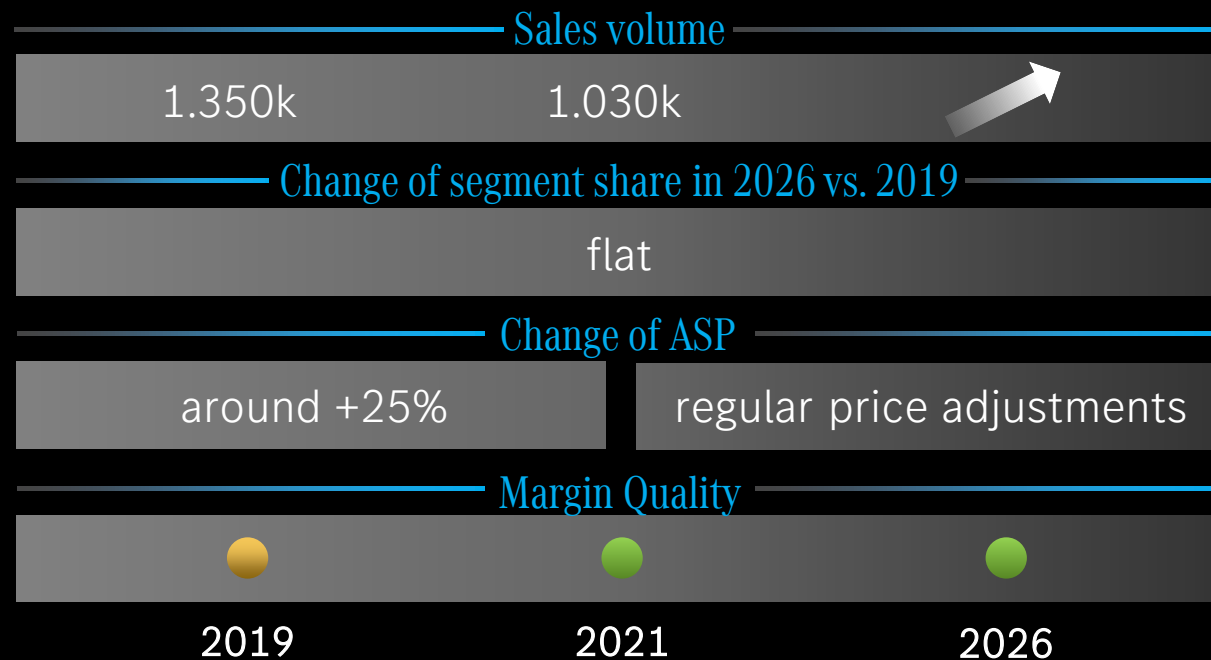 Sales volume
1.350k 1.030k
Change of segment share in 2026 vs. 2019
flat
Change of ASP
around +25% regular price adjustments
Margin Quality
2019 2021 2026